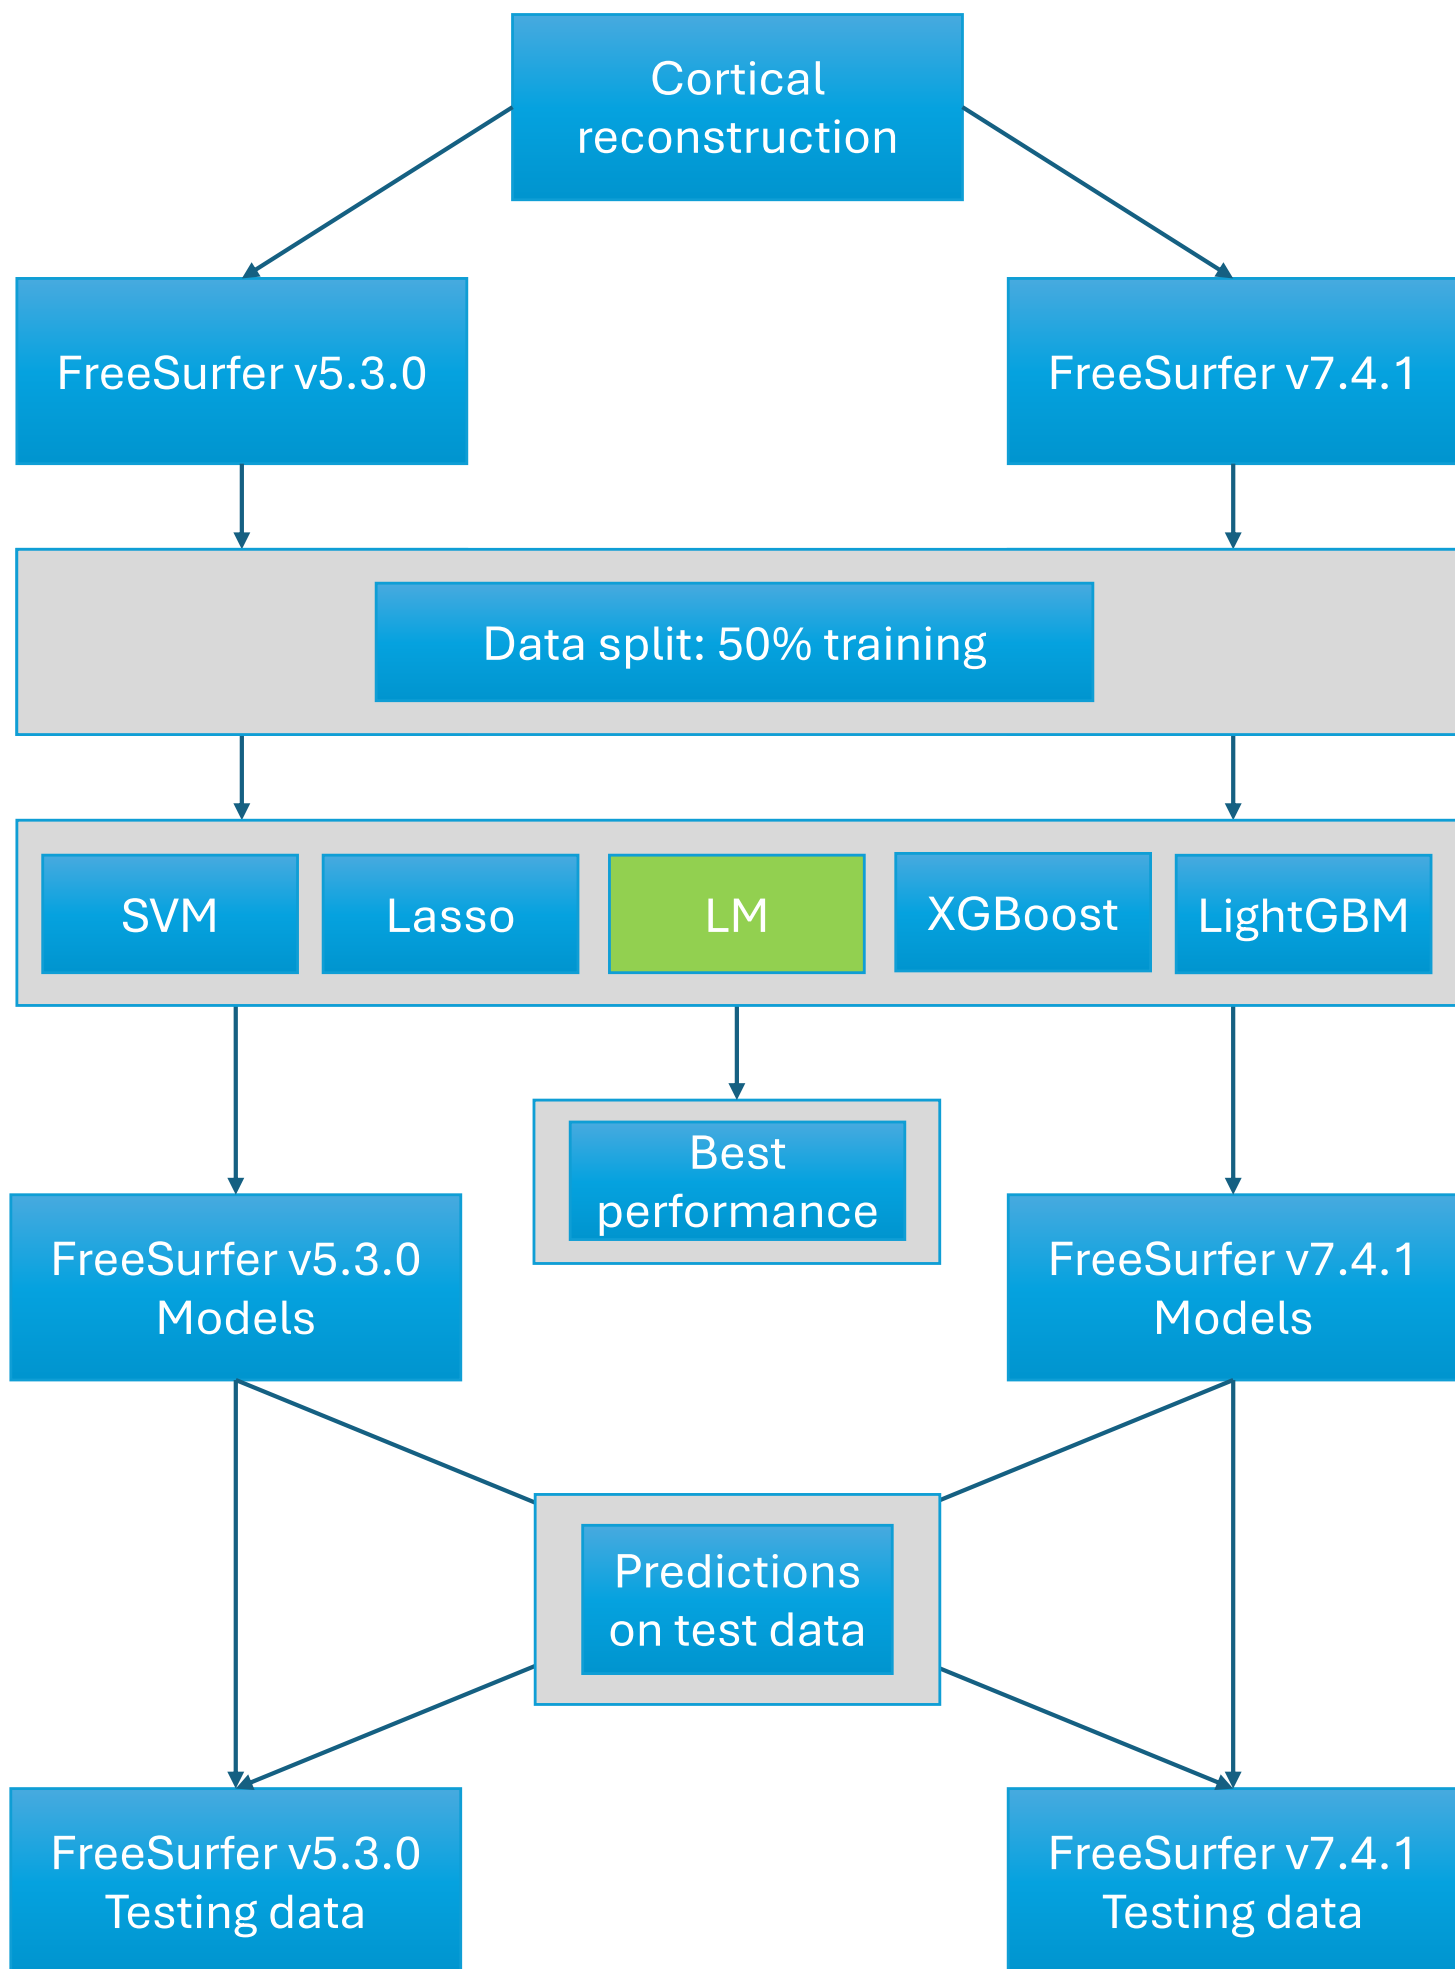 Cortical
reconstruction
FreeSurfer v5.3.0
FreeSurfer v7.4.1
Data split: 50% training
SVM
Lasso
LM
XGBoost
LightGBM
Best
performance
FreeSurfer v5.3.0
Models
FreeSurfer v7.4.1
Models
Predictions
on test data
FreeSurfer v5.3.0
Testing data
FreeSurfer v7.4.1
Testing data